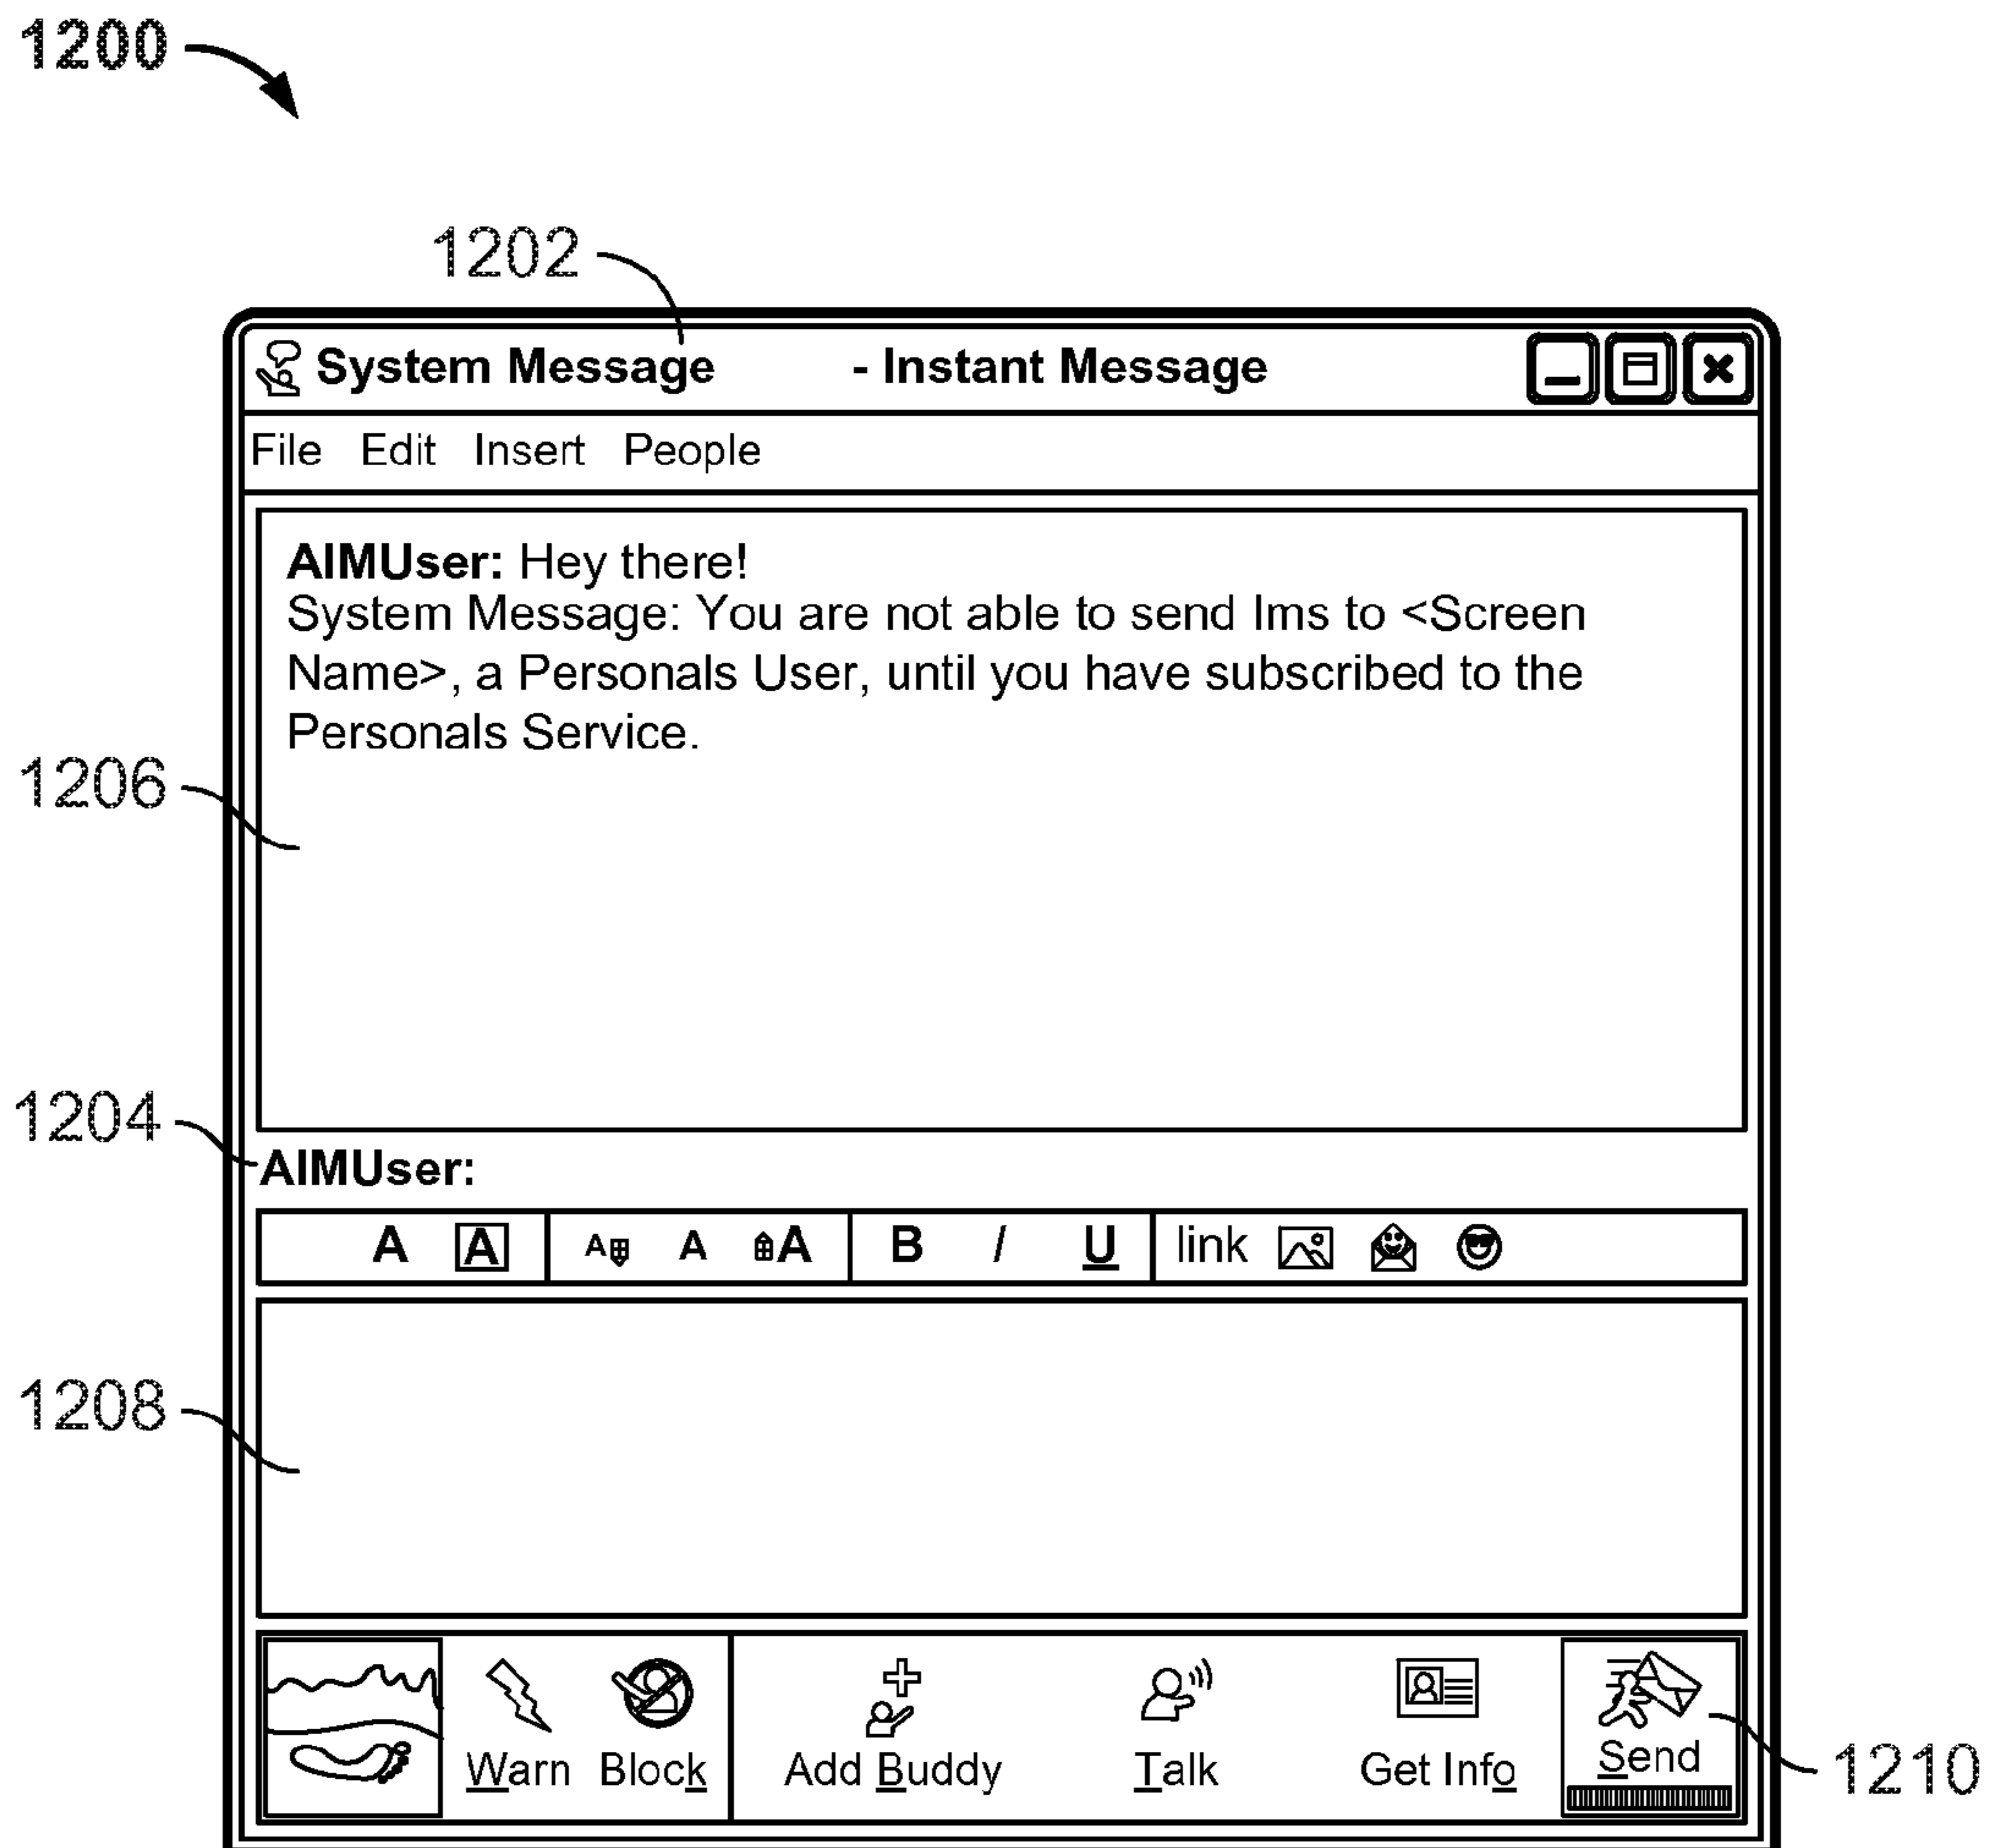 1200
1202
System Message - Instant Message
File Edit Insert People
AIMUser: Hey there!
System Message: You are not able to send Ims to <Screen
Name>, a Personals User, until you have subscribed to the
Personals Service.
1206
1204
AIMUser:
A A A A A B I U link
1208
Warn Block Add Buddy Talk Get Info Send
1210